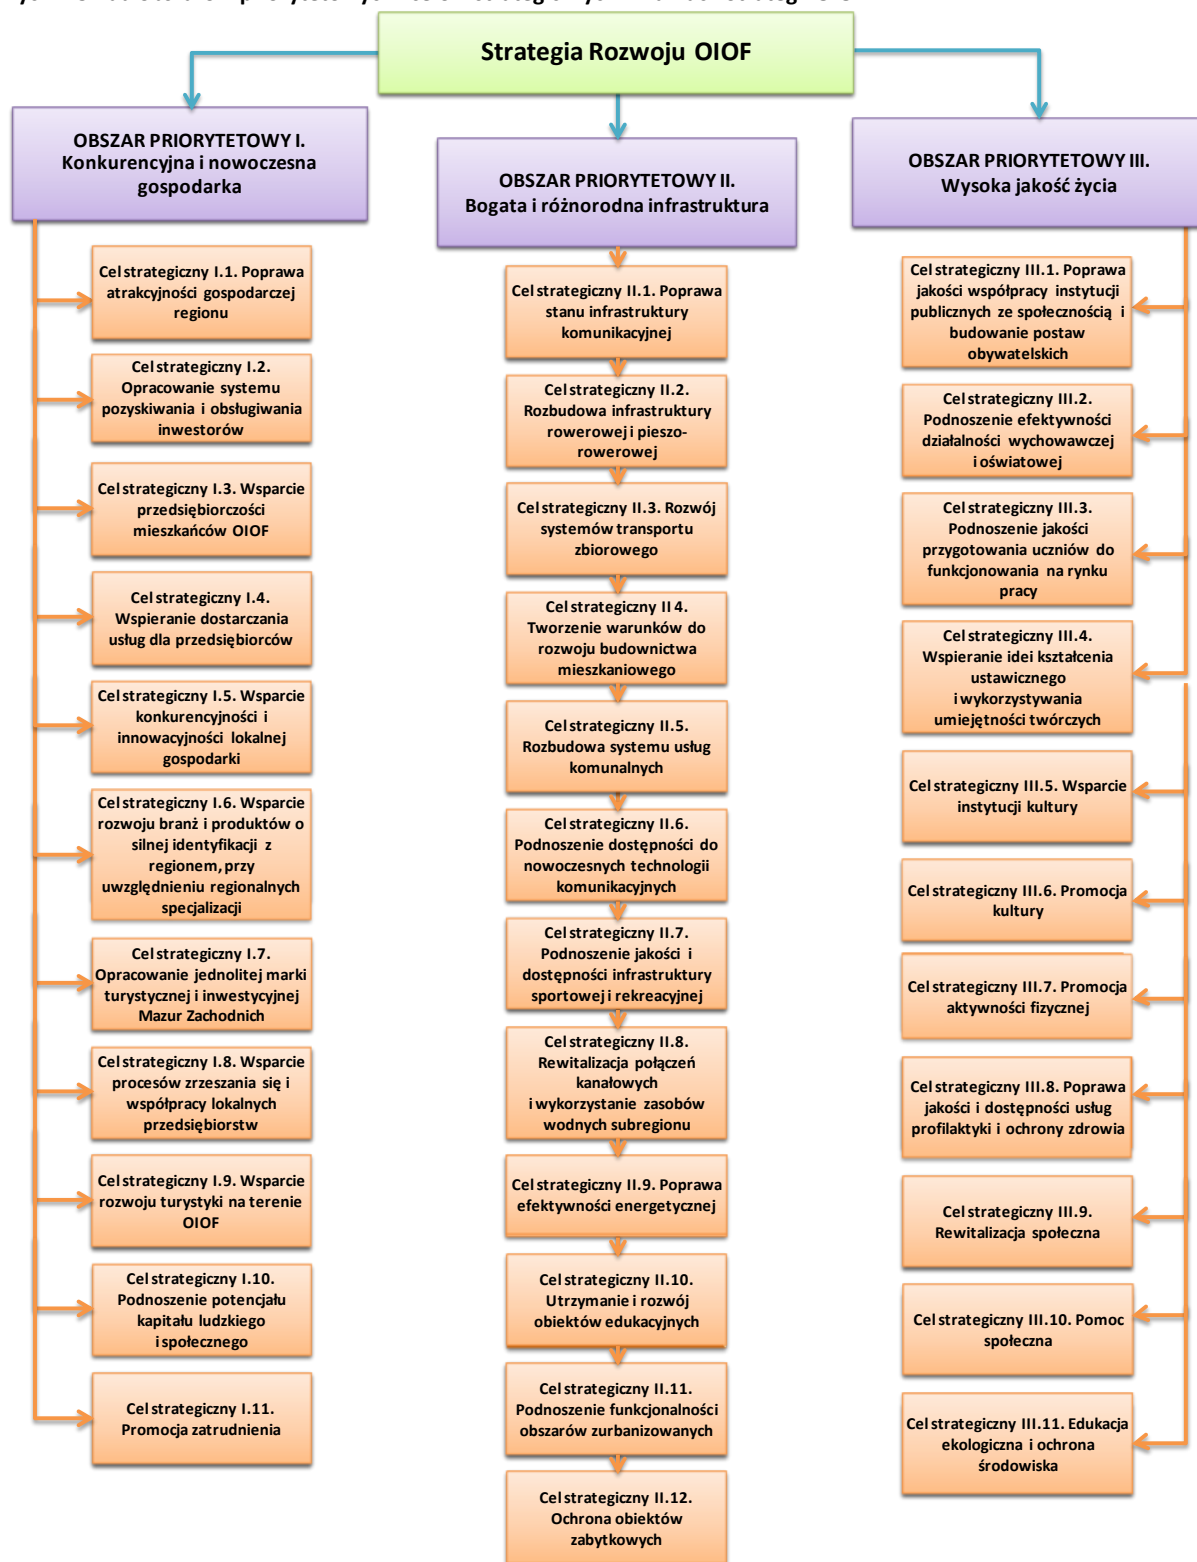 Strategia Rozwoju OIOF
OBSZAR PRIORYTETOWY I.
Konkurencyjna i nowoczesna
gospodarka
Cel strategiczny I.1. Poprawa
atrakcyjności gospodarczej
regionu
Cel strategiczny I.2.
Opracowanie systemu
pozyskiwania i obsługiwania
inwestorów
Cel strategiczny I.3. Wsparcie
przedsiębiorczości
mieszkańców OIOF
Cel strategiczny I.4.
Wspieranie dostarczania
usług dla przedsiębiorców
Cel strategiczny I.5. Wsparcie
konkurencyjności i
innowacyjności lokalnej
gospodarki
Cel strategiczny I.6. Wsparcie
rozwoju branż i produktów o
silnej identyfikacji z
regionem, przy
uwzględnieniu regionalnych
specjalizacji
Cel strategiczny I.7.
Opracowanie jednolitej marki
turystycznej i inwestycyjnej
Mazur Zachodnich
Cel strategiczny I.8. Wsparcie
procesów zrzeszania się i
współpracy lokalnych
przedsiębiorstw
Cel strategiczny I.9. Wsparcie
rozwoju turystyki na terenie
OIOF
Cel strategiczny I.10.
Podnoszenie potencjału
kapitału ludzkiego
i społecznego
Cel strategiczny I.11.
Promocja zatrudnienia
OBSZAR PRIORYTETOWY II.
Bogata i różnorodna infrastruktura
Cel strategiczny II.1. Poprawa
stanu infrastruktury
komunikacyjnej
Cel strategiczny II.2.
Rozbudowa infrastruktury
rowerowej i pieszo-
rowerowej
Cel strategiczny II.3. Rozwój
systemów transportu
zbiorowego
Cel strategiczny II 4.
Tworzenie warunków do
rozwoju budownictwa
mieszkaniowego
Cel strategiczny II.5.
Rozbudowa systemu usług
komunalnych
Cel strategiczny II.6.
Podnoszenie dostępności do
nowoczesnych technologii
komunikacyjnych
Cel strategiczny II.7.
Podnoszenie jakości i
dostępności infrastruktury
sportowej i rekreacyjnej
Cel strategiczny II.8.
Rewitalizacja połączeń
kanałowych
i wykorzystanie zasobów
wodnych subregionu
Cel strategiczny II.9. Poprawa
efektywności energetycznej
Cel strategiczny II.10.
Utrzymanie i rozwój
obiektów edukacyjnych
Cel strategiczny II.11.
Podnoszenie funkcjonalności
obszarów zurbanizowanych
Cel strategiczny II.12.
Ochrona obiektów
zabytkowych
OBSZAR PRIORYTETOWY III.
Wysoka jakość życia
Cel strategiczny III.1. Poprawa
jakości współpracy instytucji
publicznych ze społecznością i
budowanie postaw
obywatelskich
Cel strategiczny III.2.
Podnoszenie efektywności
działalności wychowawczej
i oświatowej
Cel strategiczny III.3.
Podnoszenie jakości
przygotowania uczniów do
funkcjonowania na rynku
pracy
Cel strategiczny III.4.
Wspieranie idei kształcenia
ustawicznego
i wykorzystywania
umiejętności twórczych
Cel strategiczny III.5. Wsparcie
instytucji kultury
Cel strategiczny III.6. Promocja
kultury
Cel strategiczny III.7. Promocja
aktywności fizycznej
Cel strategiczny III.8. Poprawa
jakości i dostępności usług
profilaktyki i ochrony zdrowia
Cel strategiczny III.9.
Rewitalizacja społeczna
Cel strategiczny III.10. Pomoc
społeczna
Cel strategiczny III.11. Edukacja
ekologiczna i ochrona
środowiska